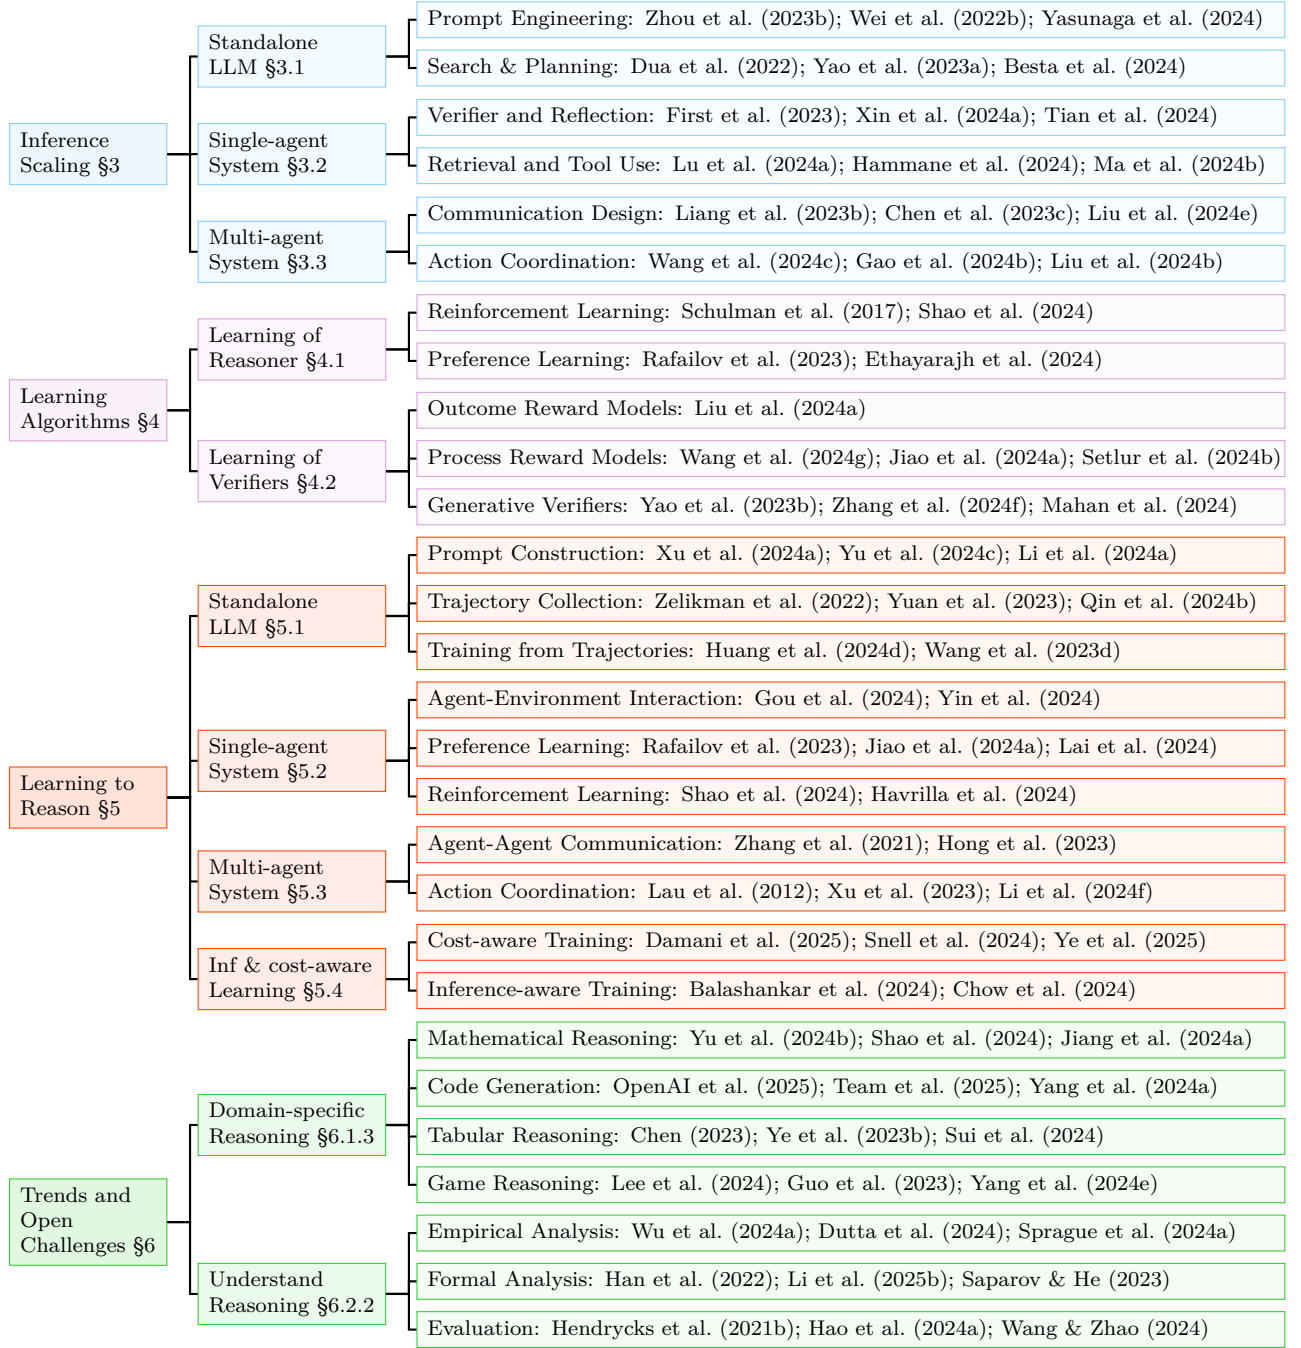 Inference
Scaling §3
Standalone
LLM §3.1
Prompt Engineering: Zhou et al. (2023b); Wei et al. (2022b); Yasunaga et al. (2024)
Search & Planning: Dua et al. (2022); Yao et al. (2023a); Besta et al. (2024)
Single-agent
System §3.2
Verifier and Reflection: First et al. (2023); Xin et al. (2024a); Tian et al. (2024)
Retrieval and Tool Use: Lu et al. (2024a); Hammane et al. (2024); Ma et al. (2024b)
Multi-agent
System §3.3
Communication Design: Liang et al. (2023b); Chen et al. (2023c); Liu et al. (2024e)
Action Coordination: Wang et al. (2024c); Gao et al. (2024b); Liu et al. (2024b)
Learning
Algorithms §4
Learning of
Reasoner §4.1
Reinforcement Learning: Schulman et al. (2017); Shao et al. (2024)
Preference Learning: Rafailov et al. (2023); Ethayarajh et al. (2024)
Learning of
Verifiers §4.2
Outcome Reward Models: Liu et al. (2024a)
Process Reward Models: Wang et al. (2024g); Jiao et al. (2024a); Setlur et al. (2024b)
Generative Verifiers: Yao et al. (2023b); Zhang et al. (2024f); Mahan et al. (2024)
Learning to
Reason §5
Standalone
LLM §5.1
Prompt Construction: Xu et al. (2024a); Yu et al. (2024c); Li et al. (2024a)
Trajectory Collection: Zelikman et al. (2022); Yuan et al. (2023); Qin et al. (2024b)
Training from Trajectories: Huang et al. (2024d); Wang et al. (2023d)
Single-agent
System §5.2
Agent-Environment Interaction: Gou et al. (2024); Yin et al. (2024)
Preference Learning: Rafailov et al. (2023); Jiao et al. (2024a); Lai et al. (2024)
Reinforcement Learning: Shao et al. (2024); Havrilla et al. (2024)
Multi-agent
System §5.3
Agent-Agent Communication: Zhang et al. (2021); Hong et al. (2023)
Action Coordination: Lau et al. (2012); Xu et al. (2023); Li et al. (2024f)
Inf & cost-aware
Learning §5.4
Cost-aware Training: Damani et al. (2025); Snell et al. (2024); Ye et al. (2025)
Inference-aware Training: Balashankar et al. (2024); Chow et al. (2024)
Trends and
Open
Challenges §6
Domain-specific
Reasoning §6.1.3
Mathematical Reasoning: Yu et al. (2024b); Shao et al. (2024); Jiang et al. (2024a)
Code Generation: OpenAI et al. (2025); Team et al. (2025); Yang et al. (2024a)
Tabular Reasoning: Chen (2023); Ye et al. (2023b); Sui et al. (2024)
Game Reasoning: Lee et al. (2024); Guo et al. (2023); Yang et al. (2024e)
Understand
Reasoning §6.2.2
Empirical Analysis: Wu et al. (2024a); Dutta et al. (2024); Sprague et al. (2024a)
Formal Analysis: Han et al. (2022); Li et al. (2025b); Saparov & He (2023)
Evaluation: Hendrycks et al. (2021b); Hao et al. (2024a); Wang & Zhao (2024)